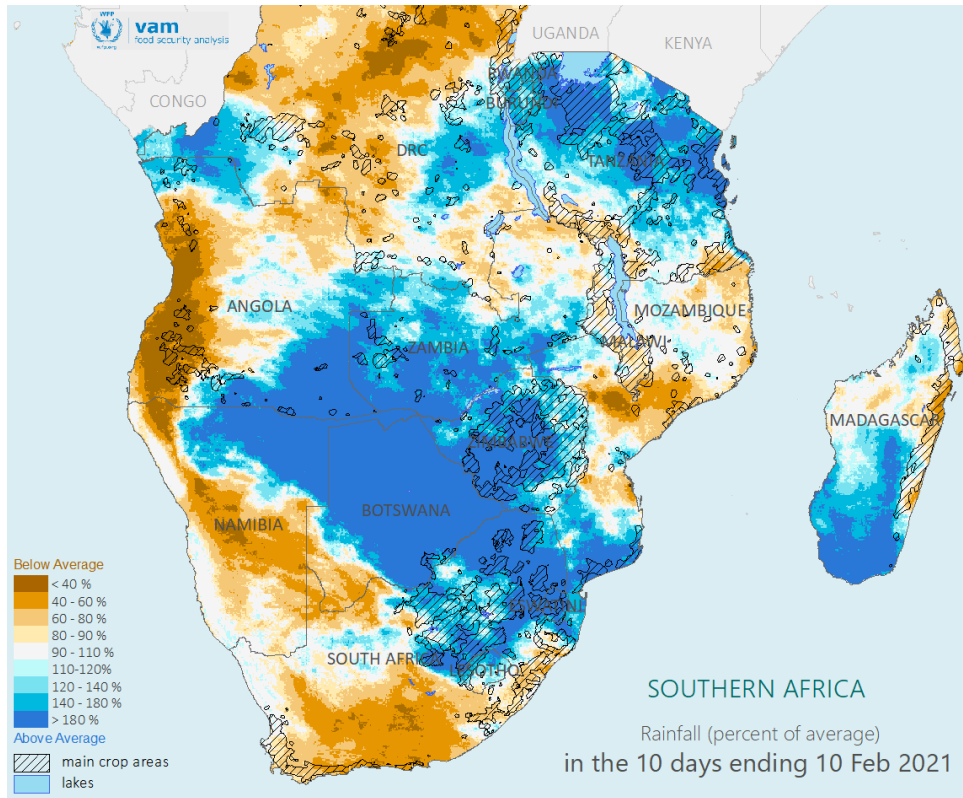 WFP
wfp.org
vam
food security analysis
UGANDA
KENYA
CONGO
RWANDA
BURUNDI
DRC
TANZANIA
ANGOLA
MOZAMBIQUE
ZAMBIA
MALAWI
MADAGASCAR
ZIMBABWE
BOTSWANA
NAMIBIA
ESWATINI
SOUTH AFRICA
LESOTHO
Below Average
< 40 %
40 - 60 %
60 - 80 %
80 - 90 %
90 - 110 %
110-120%
120 - 140 %
140 - 180 %
> 180 %
Above Average
main crop areas
lakes
SOUTHERN AFRICA
Rainfall (percent of average)
in the 10 days ending 10 Feb 2021